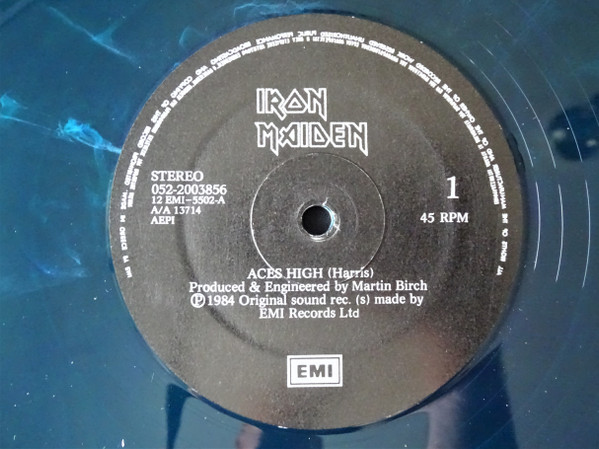 IRON
MAIDEN
STEREO
052-2003856
12 EMI-5502-A
A/A 13714
AEPI
1
45 RPM
ACES HIGH (Harris)
Produced & Engineered by Martin Birch
Ⓟ1984 Original sound rec. (s) made by
EMI Records Ltd
EMI